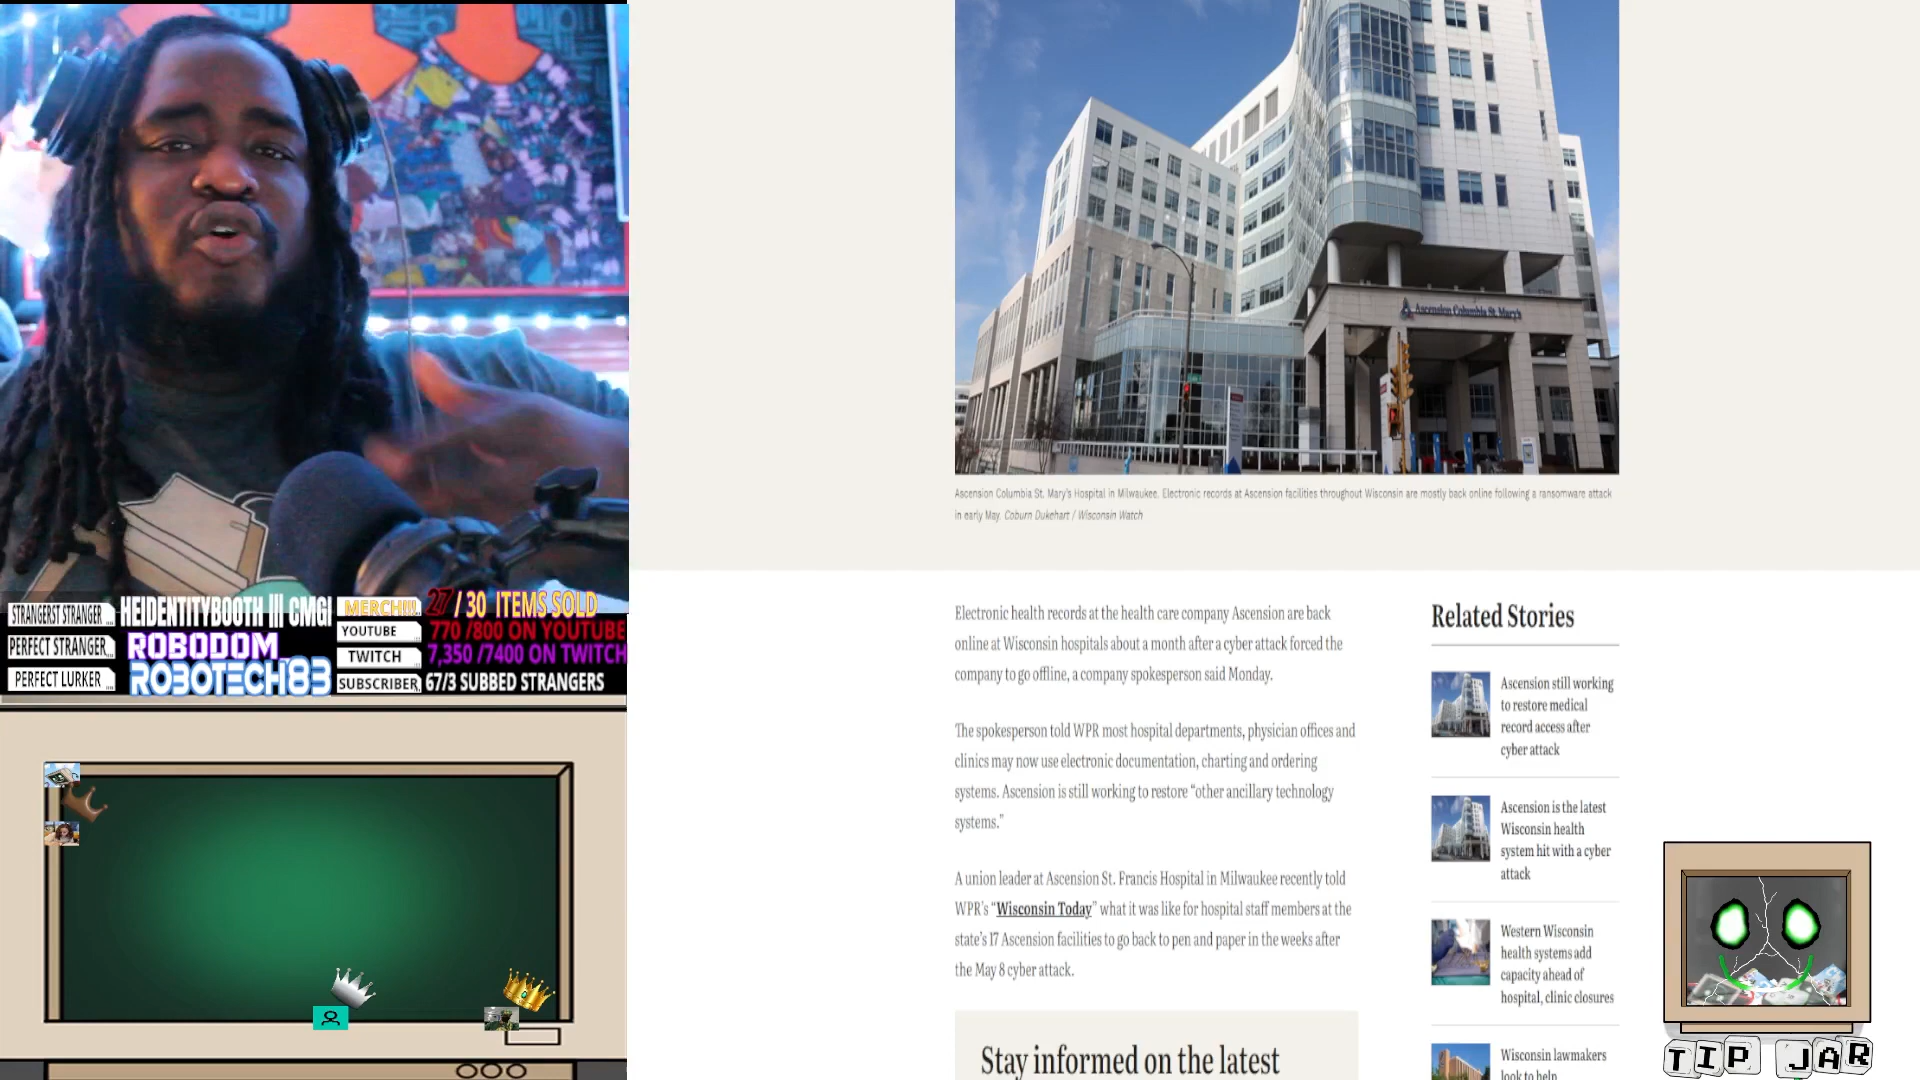 Ascension Columbia St. Mary's
Ascension Columbia St. Mary's Hospital in Milwaukee. Electronic records at Ascension facilities throughout Wisconsin are mostly back online following a ransomware attack
in early May. Coburn Dukehart / Wisconsin Watch
STRANGERST STRANGER
HEIDENTITYBOOTH ||| CMGI
MERCH!!!
27/ 30 ITEMS SOLD
YOUTUBE
770 /800 ON YOUTUBE
PERFECT STRANGER
ROBODOM_
TWITCH
7,350 /7400 ON TWITCH
PERFECT LURKER
ROBOTECH83
SUBSCRIBER
67/3 SUBBED STRANGERS
Electronic health records at the health care company Ascension are back
online at Wisconsin hospitals about a month after a cyber attack forced the
company to go offline, a company spokesperson said Monday.
The spokesperson told WPR most hospital departments, physician offices and
clinics may now use electronic documentation, charting and ordering
systems. Ascension is still working to restore “other ancillary technology
systems.”
A union leader at Ascension St. Francis Hospital in Milwaukee recently told
WPR’s “Wisconsin Today” what it was like for hospital staff members at the
state’s 17 Ascension facilities to go back to pen and paper in the weeks after
the May 8 cyber attack.
Stay informed on the latest
Related Stories
Ascension still working
to restore medical
record access after
cyber attack
Ascension is the latest
Wisconsin health
system hit with a cyber
attack
Western Wisconsin
health systems add
capacity ahead of
hospital, clinic closures
Wisconsin lawmakers
look to help
TIP JAR